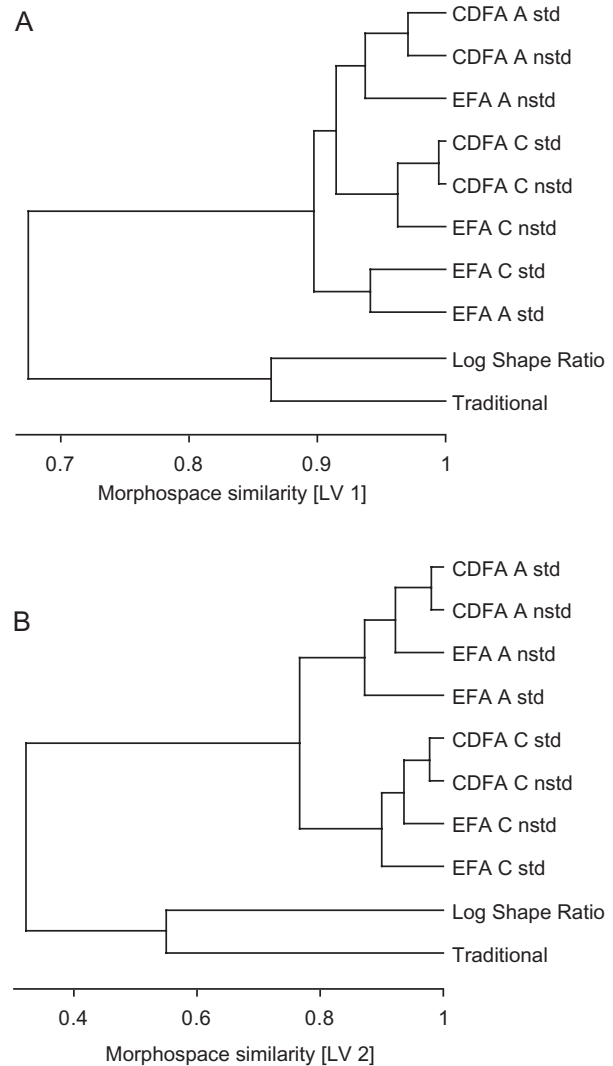 A
CDFA A std
CDFA A nstd
EFA A nstd
CDFA C std
CDFA C nstd
EFA C nstd
EFA C std
EFA A std
Log Shape Ratio
Traditional
0.7 0.8 0.9 1
Morphospace similarity [LV 1]
B
CDFA A std
CDFA A nstd
EFA A nstd
EFA A std
CDFA C std
CDFA C nstd
EFA C nstd
EFA C std
Log Shape Ratio
Traditional
0.4 0.6 0.8 1
Morphospace similarity [LV 2]